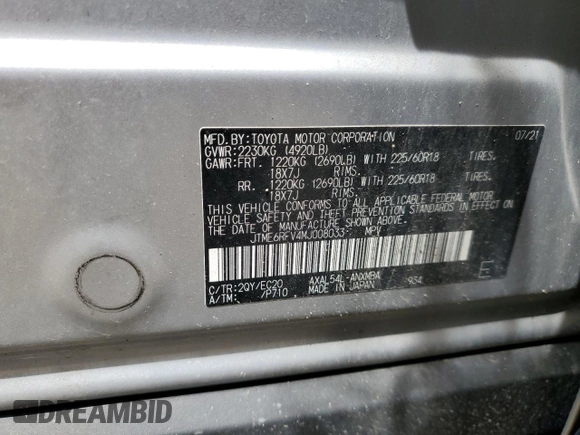 MFD.BY:TOYOTA MOTOR CORPORATION 07/21
GVWR:2230KG (4920LB)
GAWR:FRT. 1220KG (2690LB) WITH 225/60R18 TIRES.
18X7J RIMS.
RR. 1220KG (2690LB) WITH 225/60R18 TIRES.
18X7J RIMS.
THIS VEHICLE CONFORMS TO ALL APPLICABLE FEDERAL MOTOR
VEHICLE SAFETY AND THEFT PREVENTION STANDARDS IN EFFECT ON
THE DATE OF MANUFACTURE SHOWN ABOVE.
JTME6RFV4MJ008033 MPV
C/TR:2QY/EC20 AXAL54L-ANXMBA 954 E
A/TM: /P710 MADE IN JAPAN
DREAMBID